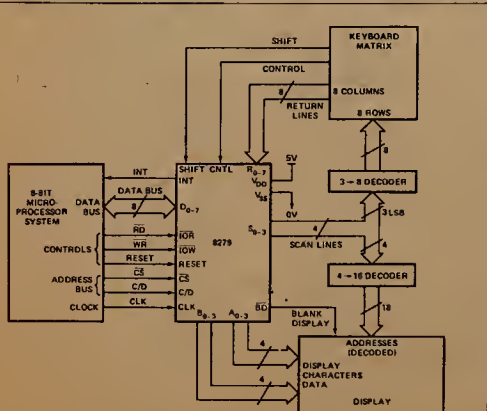 KEYBOARD
MATRIX
SHIFT
CONTROL
8 COLUMNS
8
RETURN
LINES
8 ROWS
8
3→8 DECODER
3 LSB
4
4→16 DECODER
8-BIT
MICRO-
PROCESSOR
SYSTEM
DATA
BUS
CONTROLS
ADDRESS
BUS
CLOCK
INT
DATA BUS
8
RD
WR
RESET
CS
C/D
CLK
SHIFT CNTL
INT
D0-7
IOR
IOW
RESET
CS
C/D
CLK
8279
R0-7
VDD
VSS
S0-3
BD
B0-3
A0-3
5V
0V
SCAN LINES
BLANK
DISPLAY
4
4
ADDRESSES
(DECODED)
DISPLAY
CHARACTERS
DATA
DISPLAY